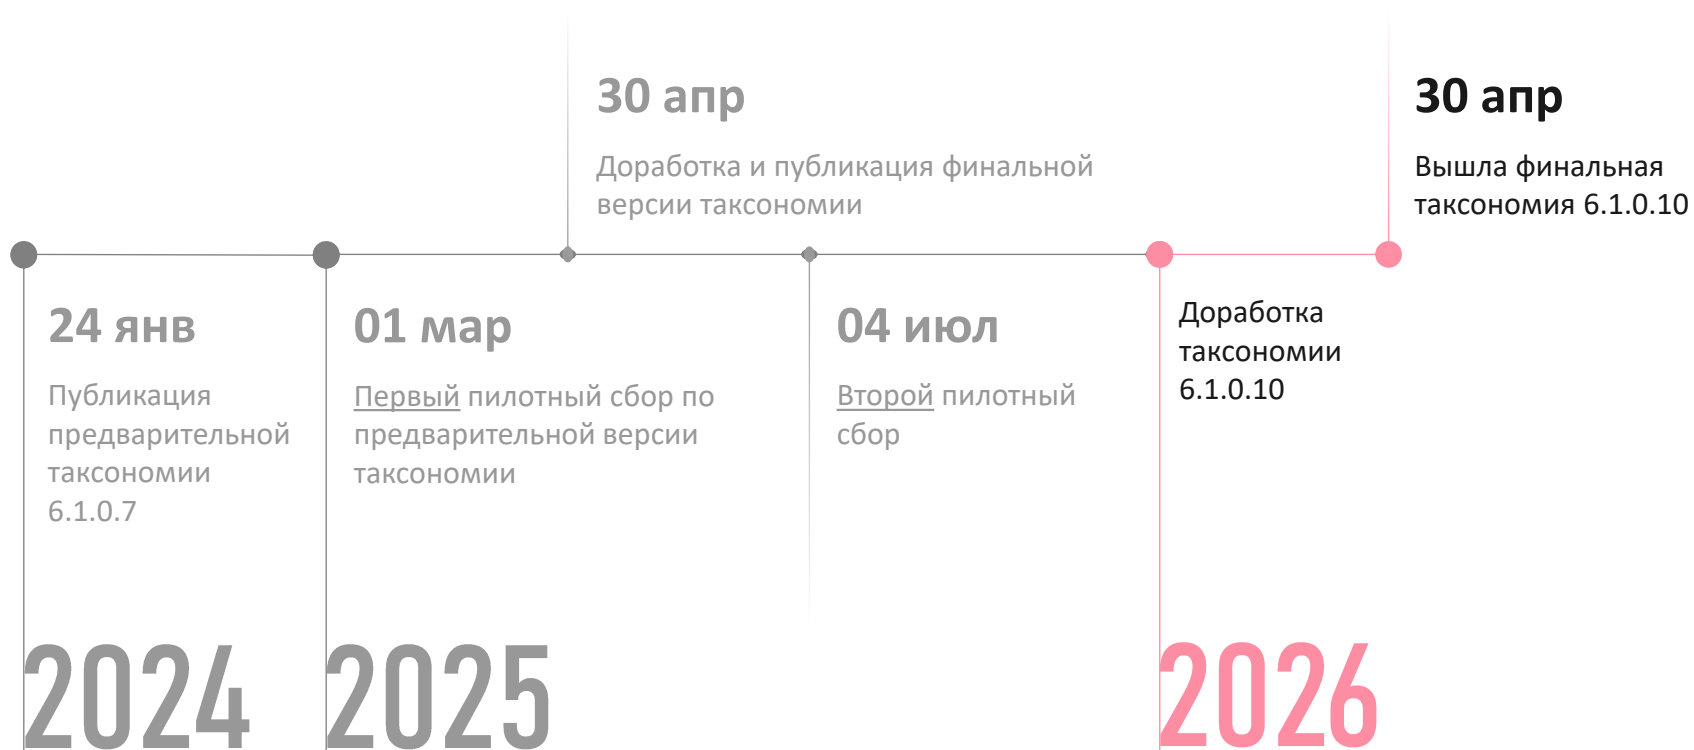 30 апр
Доработка и публикация финальной
версии таксономии
30 апр
Вышла финальная
таксономия 6.1.0.10
24 янв
Публикация
предварительной
таксономии
6.1.0.7
01 мар
Первый пилотный сбор по
предварительной версии
таксономии
04 июл
Второй пилотный
сбор
Доработка
таксономии
6.1.0.10
2024
2025
2026